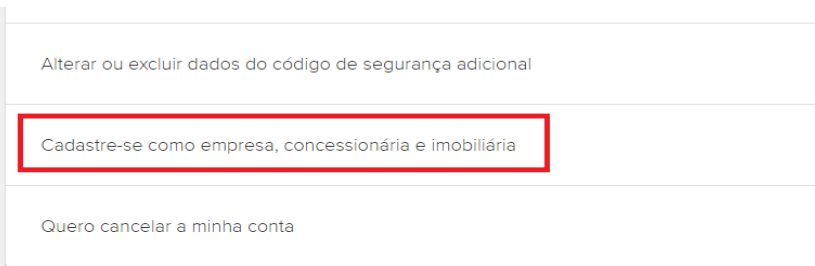 Alterar ou excluir dados do código de segurança adicional
Cadastre-se como empresa, concessionária e imobiliária
Quero cancelar a minha conta